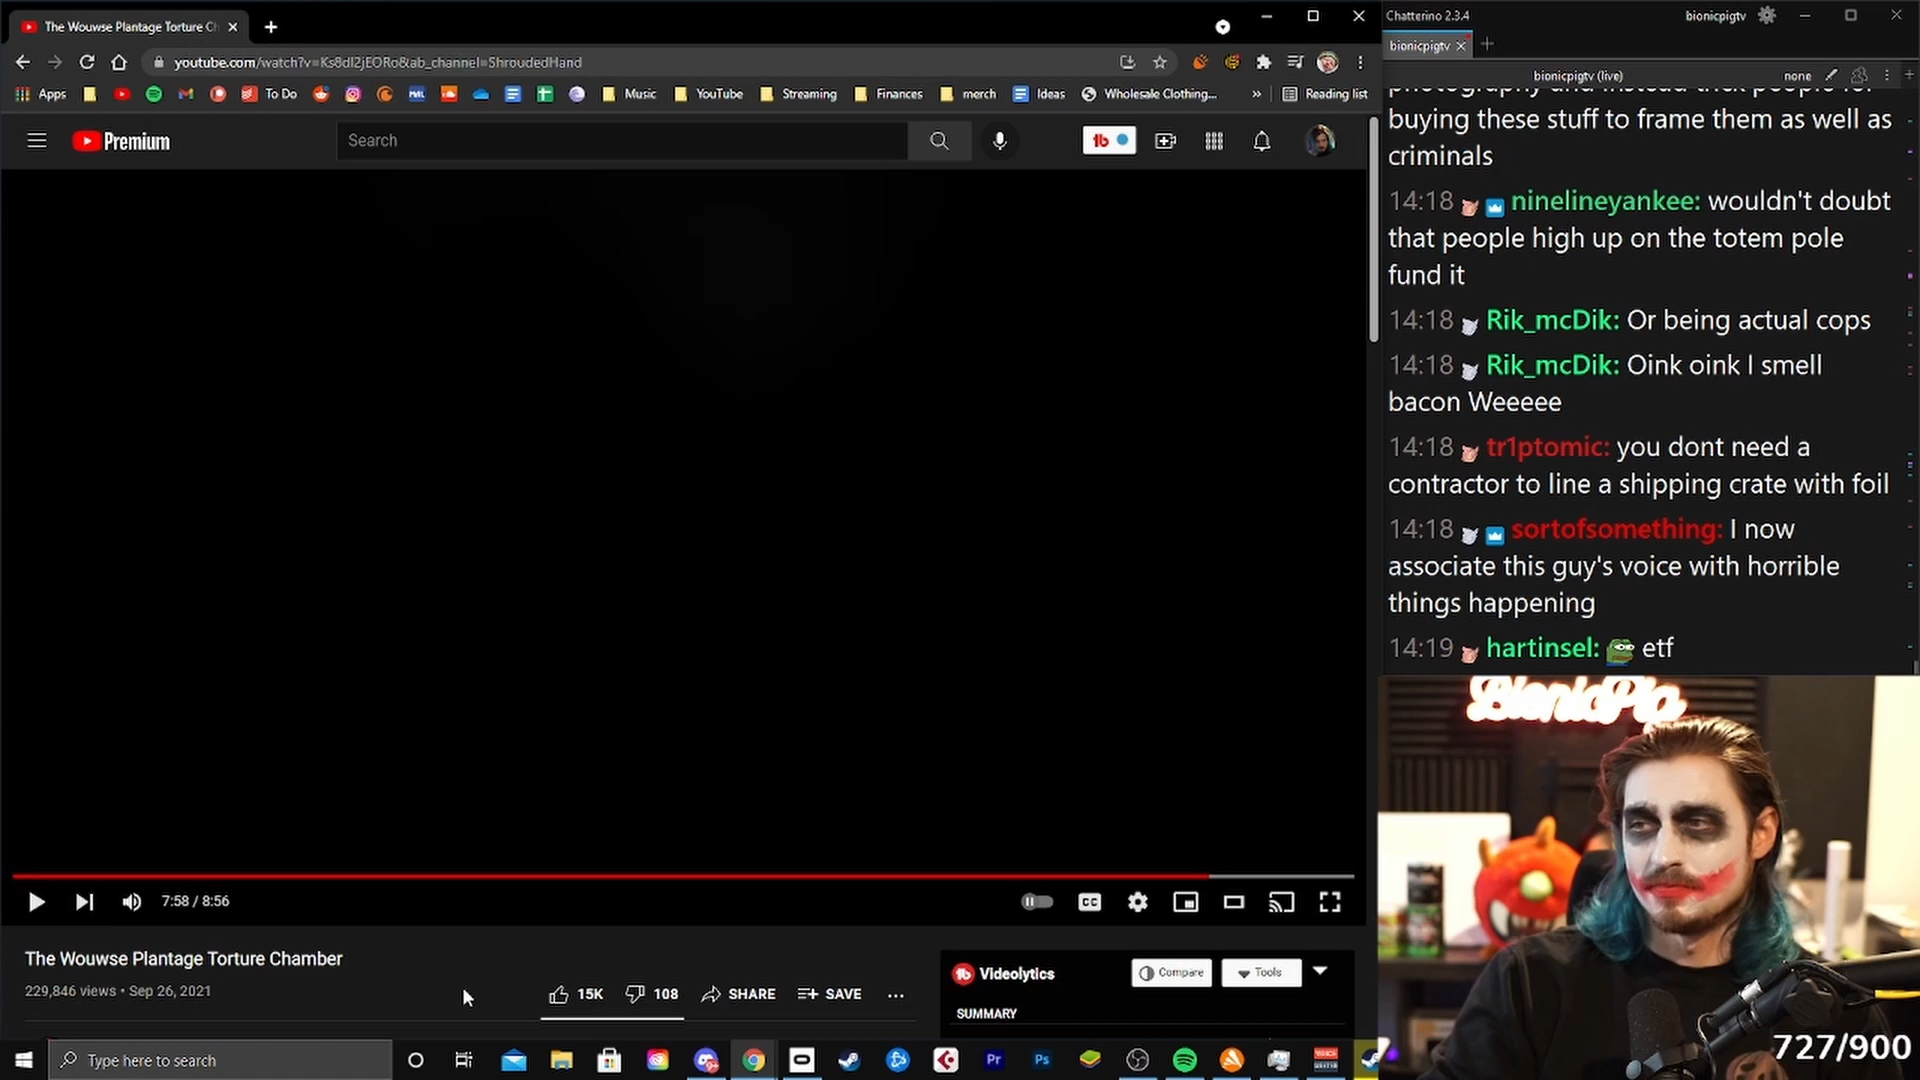 The Wouwse Plantage Torture Ch
youtube.com/watch?v=Ks8dI2jEORo&ab_channel=ShroudedHand
Apps
To Do
Music
YouTube
Streaming
Finances
merch
Ideas
Wholesale Clothing...
»
Reading list
Premium
Search
7:58 / 8:56
CC
The Wouwse Plantage Torture Chamber
229,846 views • Sep 26, 2021
15K
108
SHARE
SAVE
Videolytics
Compare
Tools
SUMMARY
Type here to search
Pr
Ps
Chatterino 2.3.4
bionicpigtv
bionicpigtv
bionicpigtv (live)
none
buying these stuff to frame them as well as
criminals
14:18 ninelineyankee: wouldn't doubt
that people high up on the totem pole
fund it
14:18 Rik_mcDik: Or being actual cops
14:18 Rik_mcDik: Oink oink I smell
bacon Weeeee
14:18 tr1ptomic: you dont need a
contractor to line a shipping crate with foil
14:18 sortofsomething: I now
associate this guy's voice with horrible
things happening
14:19 hartinsel: etf
BionicPig
727/900